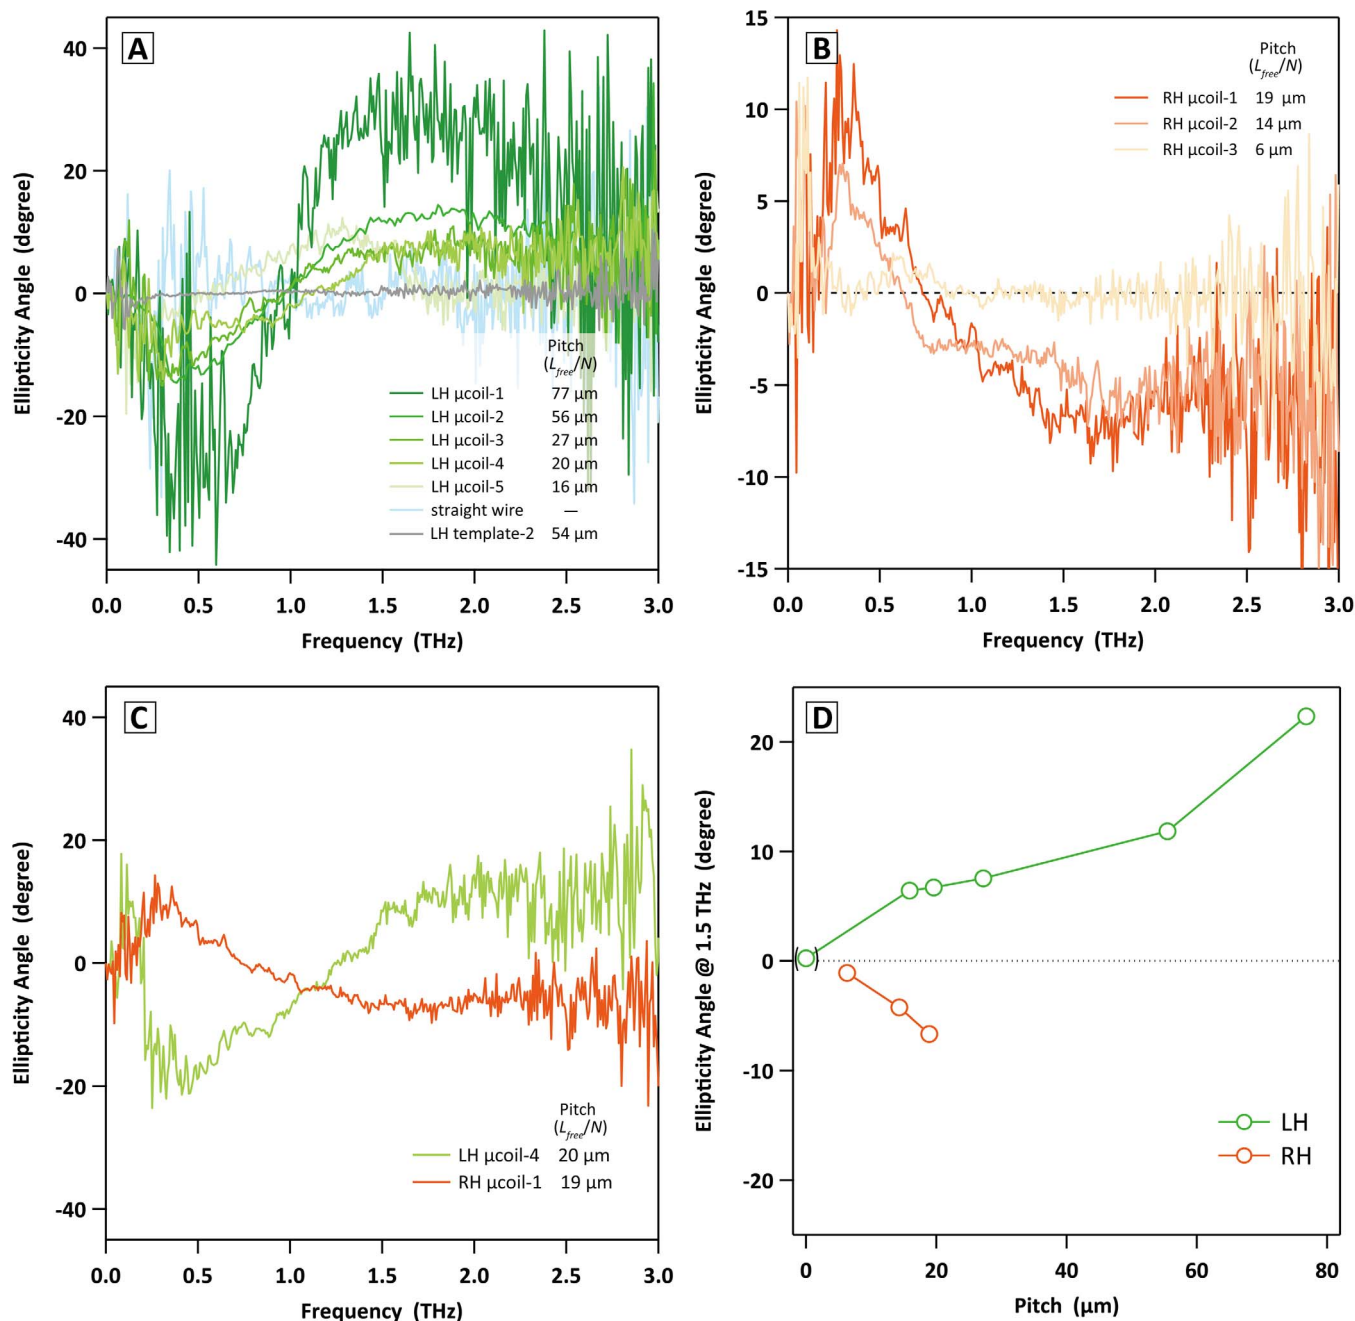 A
Ellipticity Angle (degree)
40
20
0
-20
-40
Pitch
(Lfree/N)
LH µcoil-1 77 µm
LH µcoil-2 56 µm
LH µcoil-3 27 µm
LH µcoil-4 20 µm
LH µcoil-5 16 µm
straight wire —
LH template-2 54 µm
0.0 0.5 1.0 1.5 2.0 2.5 3.0
Frequency (THz)
B
Ellipticity Angle (degree)
15
10
5
0
-5
-10
-15
Pitch
(Lfree/N)
RH µcoil-1 19 µm
RH µcoil-2 14 µm
RH µcoil-3 6 µm
0.0 0.5 1.0 1.5 2.0 2.5 3.0
Frequency (THz)
C
Ellipticity Angle (degree)
40
20
0
-20
-40
Pitch
(Lfree/N)
LH µcoil-4 20 µm
RH µcoil-1 19 µm
0.0 0.5 1.0 1.5 2.0 2.5 3.0
Frequency (THz)
D
Ellipticity Angle @ 1.5 THz (degree)
20
10
0
-10
-20
( )
LH
RH
0 20 40 60 80
Pitch (µm)